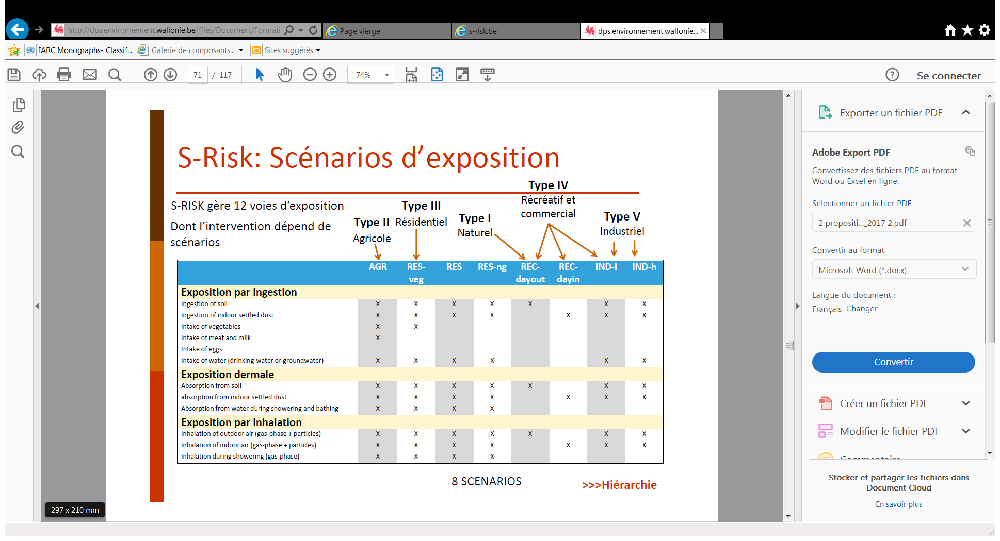 http://dps.environnement.wallonie.be/files/Document/Formati
Page vierge
s-risk.be
dps.environnement.wallonie...
IARC Monographs- Classif...
Galerie de composants...
Sites suggérés
71 / 117
74%
Se connecter
S-Risk: Scénarios d’exposition
S-RISK gère 12 voies d’exposition
Dont l’intervention dépend de
scénarios
Type II
Agricole
Type III
Résidentiel
Type I
Naturel
Type IV
Récréatif et
commercial
Type V
Industriel
AGR RES-veg RES RES-ng REC-dayout REC-dayin IND-l IND-h
Exposition par ingestion
Ingestion of soil X X X X X X X
Ingestion of indoor settled dust X X X X X X X
Intake of vegetables X X
Intake of meat and milk X
Intake of eggs
Intake of water (drinking-water or groundwater) X X X X X X
Exposition dermale
Absorption from soil X X X X X X X
absorption from indoor settled dust X X X X X X X
Absorption from water during showering and bathing X X X X
Exposition par inhalation
Inhalation of outdoor air (gas-phase + particles) X X X X X X X
Inhalation of indoor air (gas-phase + particles) X X X X X X X
Inhalation during showering (gas-phase) X X X X
8 SCENARIOS
>>>Hiérarchie
297 x 210 mm
Exporter un fichier PDF
Adobe Export PDF
Convertissez des fichiers PDF au format
Word ou Excel en ligne.
Sélectionner un fichier PDF
2 propositi..._2017 2.pdf
Convertir au format
Microsoft Word (*.docx)
Langue du document :
Français Changer
Convertir
Créer un fichier PDF
Modifier le fichier PDF
Commentaire
Stocker et partager les fichiers dans
Document Cloud
En savoir plus